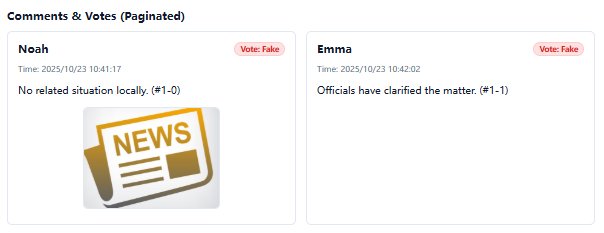 Comments & Votes (Paginated)
Noah
Vote: Fake
Time: 2025/10/23 10:41:17
No related situation locally. (#1-0)
NEWS
Emma
Vote: Fake
Time: 2025/10/23 10:42:02
Officials have clarified the matter. (#1-1)